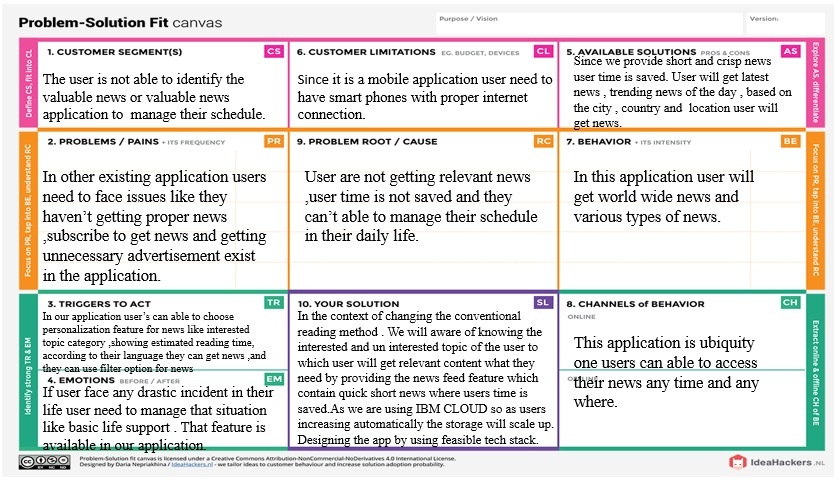 Problem-Solution Fit canvas
Purpose / Vision
Version:
Define CS, fit into CL
1. CUSTOMER SEGMENT(S)
CS
The user is not able to identify the
valuable news or valuable news
application to manage their schedule.
6. CUSTOMER LIMITATIONS EG. BUDGET, DEVICES
CL
Since it is a mobile application user need to
have smart phones with proper internet
connection.
5. AVAILABLE SOLUTIONS PROS & CONS
AS
Since we provide short and crisp news
user time is saved. User will get latest
news , trending news of the day , based on
the city , country and location user will
get news.
Explore AS, differentiate
Focus on PR, tap into BE, understand RC
2. PROBLEMS / PAINS + ITS FREQUENCY
PR
In other existing application users
need to face issues like they
haven't getting proper news
,subscribe to get news and getting
unnecessary advertisement exist
in the application.
9. PROBLEM ROOT / CAUSE
RC
User are not getting relevant news
,user time is not saved and they
can't able to manage their schedule
in their daily life.
7. BEHAVIOR + ITS INTENSITY
BE
In this application user will
get world wide news and
various types of news.
Focus on PR, tap into BE, understand RC
Identify strong TR & EM
3. TRIGGERS TO ACT
TR
In our application user's can able to choose
personalization feature for news like interested
topic category ,showing estimated reading time,
according to their language they can get news ,and
they can use filter option for news
4. EMOTIONS BEFORE / AFTER
EM
If user face any drastic incident in their
life user need to manage that situation
like basic life support . That feature is
available in our application.
10. YOUR SOLUTION
SL
In the context of changing the conventional
reading method . We will aware of knowing the
interested and un interested topic of the user to
which user will get relevant content what they
need by providing the news feed feature which
contain quick short news where users time is
saved.As we are using IBM CLOUD so as users
increasing automatically the storage will scale up.
Designing the app by using feasible tech stack.
8. CHANNELS of BEHAVIOR
CH
ONLINE
This application is ubiquity
one users can able to access
their news any time and any
where.
Extract online & offline CH of BE
Problem-Solution fit canvas is licensed under a Creative Commons Attribution-NonCommercial-NoDerivatives 4.0 International License.
Designed by Daria Nepriakhina / IdeaHackers.nl - we tailor ideas to customer behaviour and increase solution adoption probability.
IdeaHackers.NL